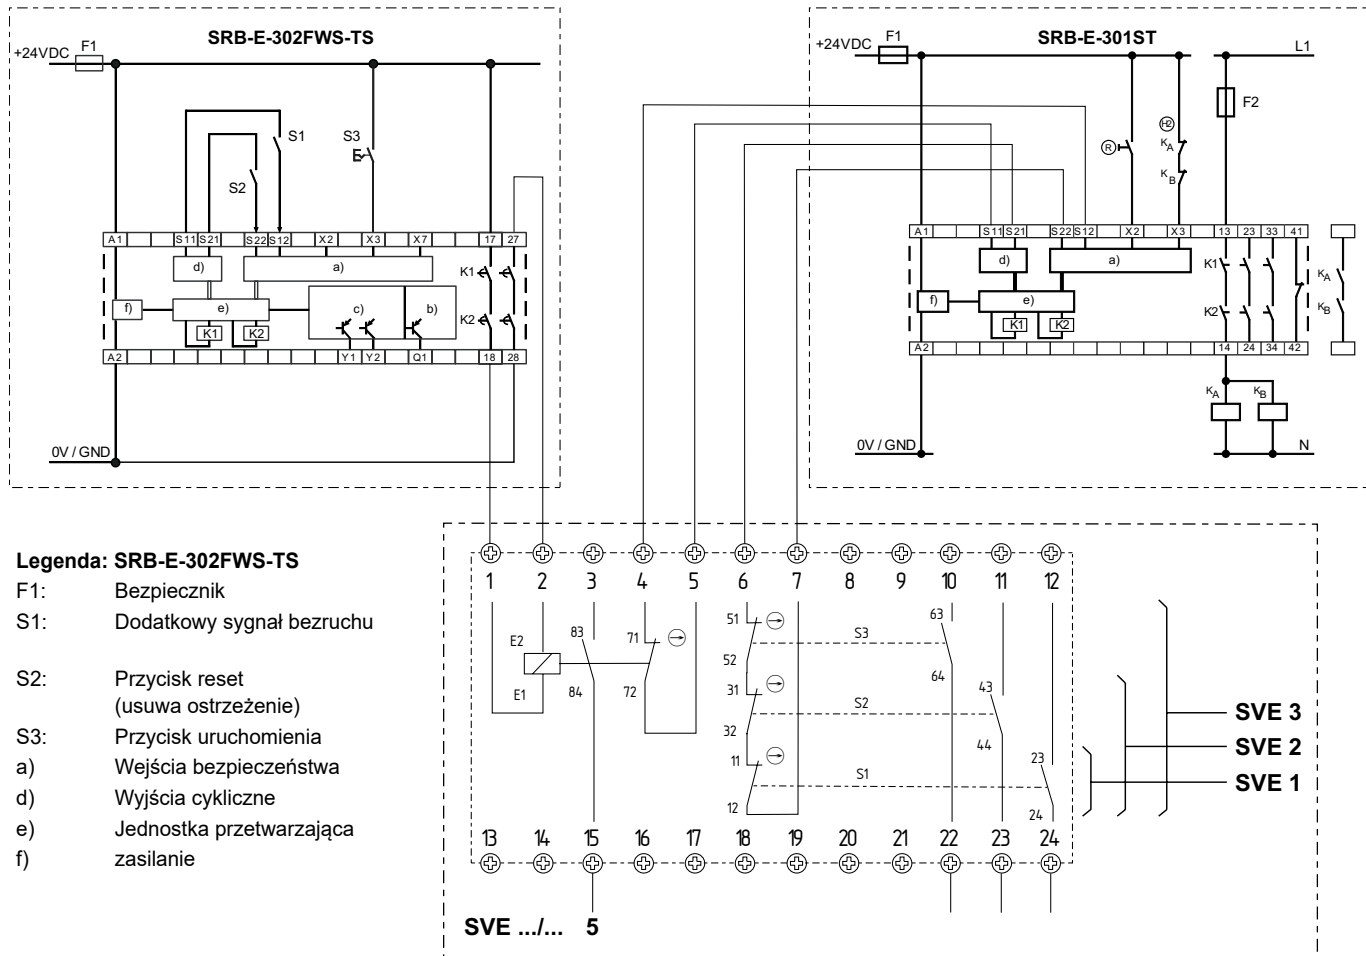 SRB-E-302FWS-TS
+24VDC F1
S1 S3
S2
A1 S11 S21 S22 S12 X2 X3 X7 17 27
d) a) K1
f) e) c) b)
K1 K2 K2
A2 Y1 Y2 Q1 18 28
0V / GND
SRB-E-301ST
+24VDC F1 L1
F2
H2
R KA
KB
A1 S11 S21 S22 S12 X2 X3 13 23 33 41
d) a) K1 KA
f) e)
K1 K2 K2 KB
A2 14 24 34 42
KA KB
0V / GND N
Legenda: SRB-E-302FWS-TS
F1: Bezpiecznik
S1: Dodatkowy sygnał bezruchu
S2: Przycisk reset
(usuwa ostrzeżenie)
S3: Przycisk uruchomienia
a) Wejścia bezpieczeństwa
d) Wyjścia cykliczne
e) Jednostka przetwarzająca
f) zasilanie
1 2 3 4 5 6 7 8 9 10 11 12
E2 83 71 51 S3 63
E1 84 72 52 64
31 S2 43
32 44
11 S1 23
12 24
13 14 15 16 17 18 19 20 21 22 23 24
SVE 3
SVE 2
SVE 1
SVE .../... 5